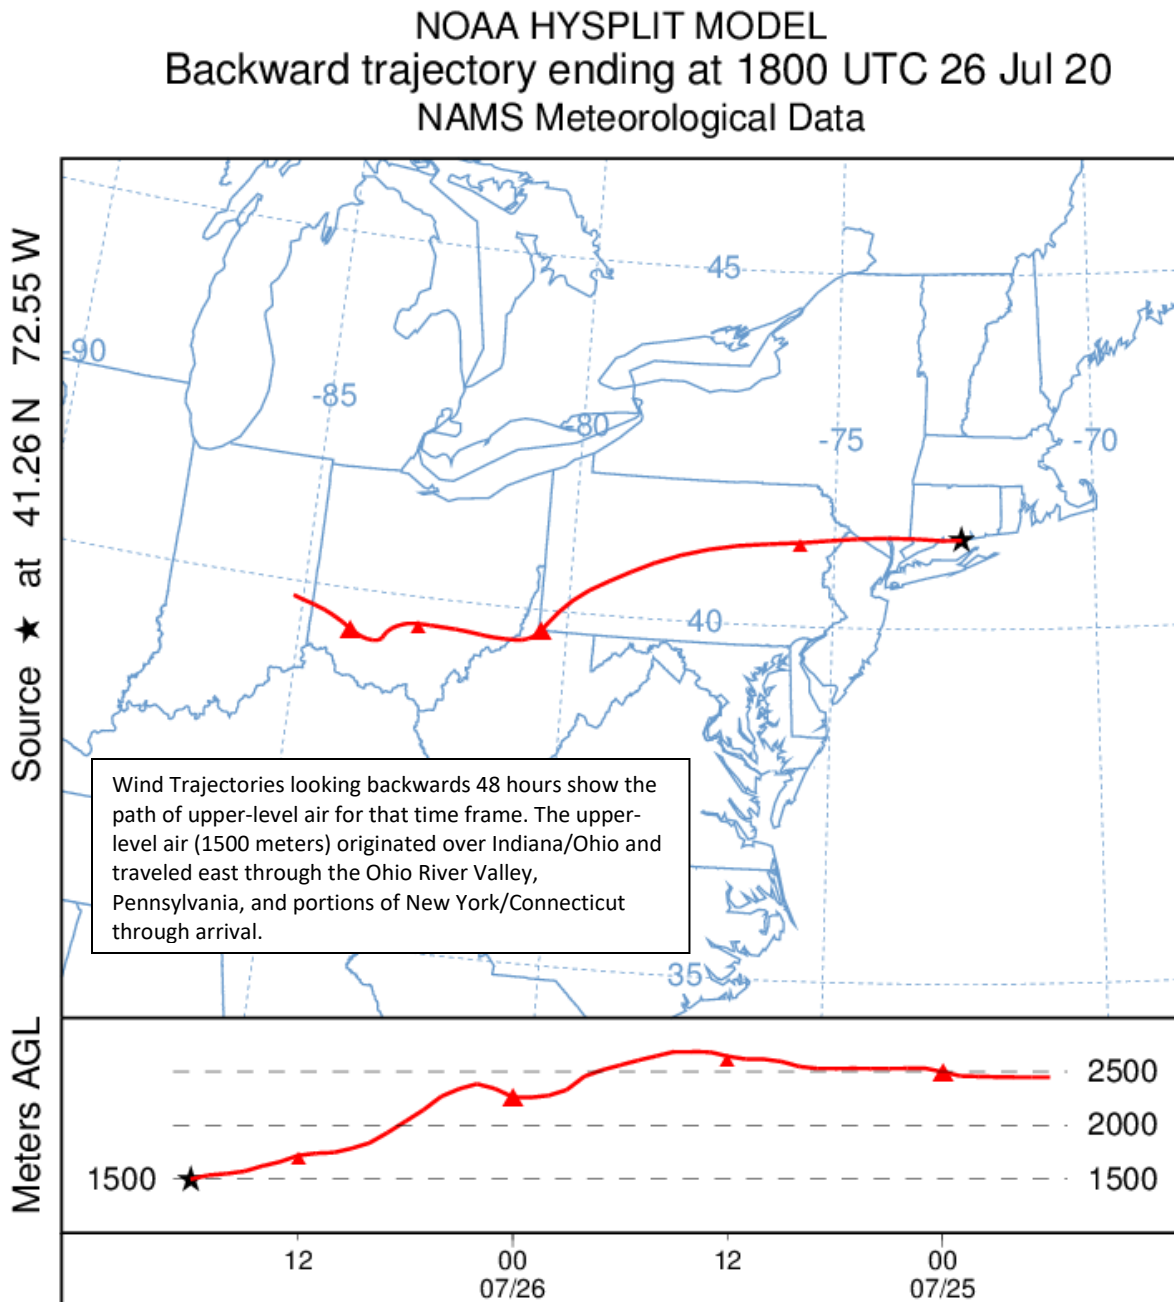 NOAA HYSPLIT MODEL
Backward trajectory ending at 1800 UTC 26 Jul 20
NAMS Meteorological Data
Source ★ at 41.26 N 72.55 W
45
-90
-85
-80
-75
-70
40
35
Wind Trajectories looking backwards 48 hours show the
path of upper-level air for that time frame. The upper-
level air (1500 meters) originated over Indiana/Ohio and
traveled east through the Ohio River Valley,
Pennsylvania, and portions of New York/Connecticut
through arrival.
Meters AGL
2500
2000
1500
1500
12
00
12
00
07/26
07/25